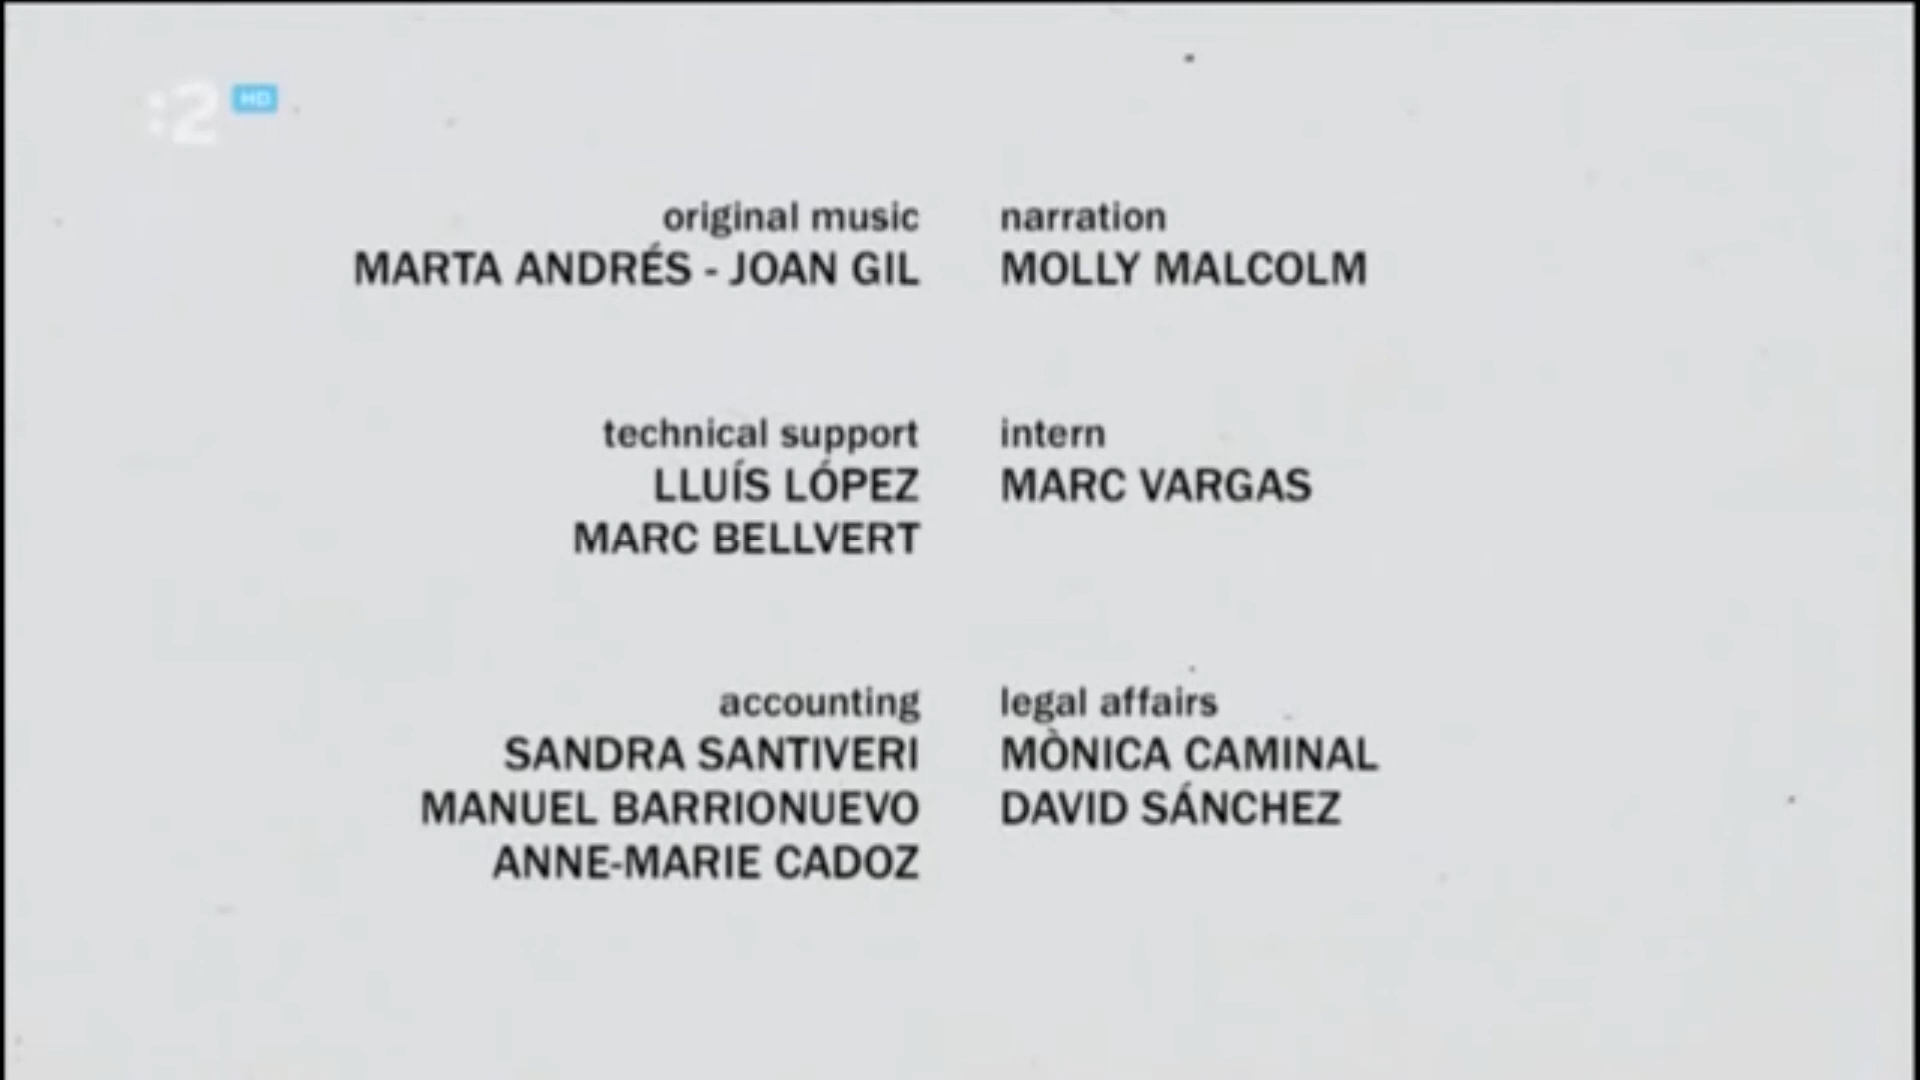 :2 HD
original music
MARTA ANDRÉS - JOAN GIL
narration
MOLLY MALCOLM
technical support
LLUÍS LÓPEZ
MARC BELLVERT
intern
MARC VARGAS
accounting
SANDRA SANTIVERI
MANUEL BARRIONUEVO
ANNE-MARIE CADOZ
legal affairs
MÒNICA CAMINAL
DAVID SÁNCHEZ